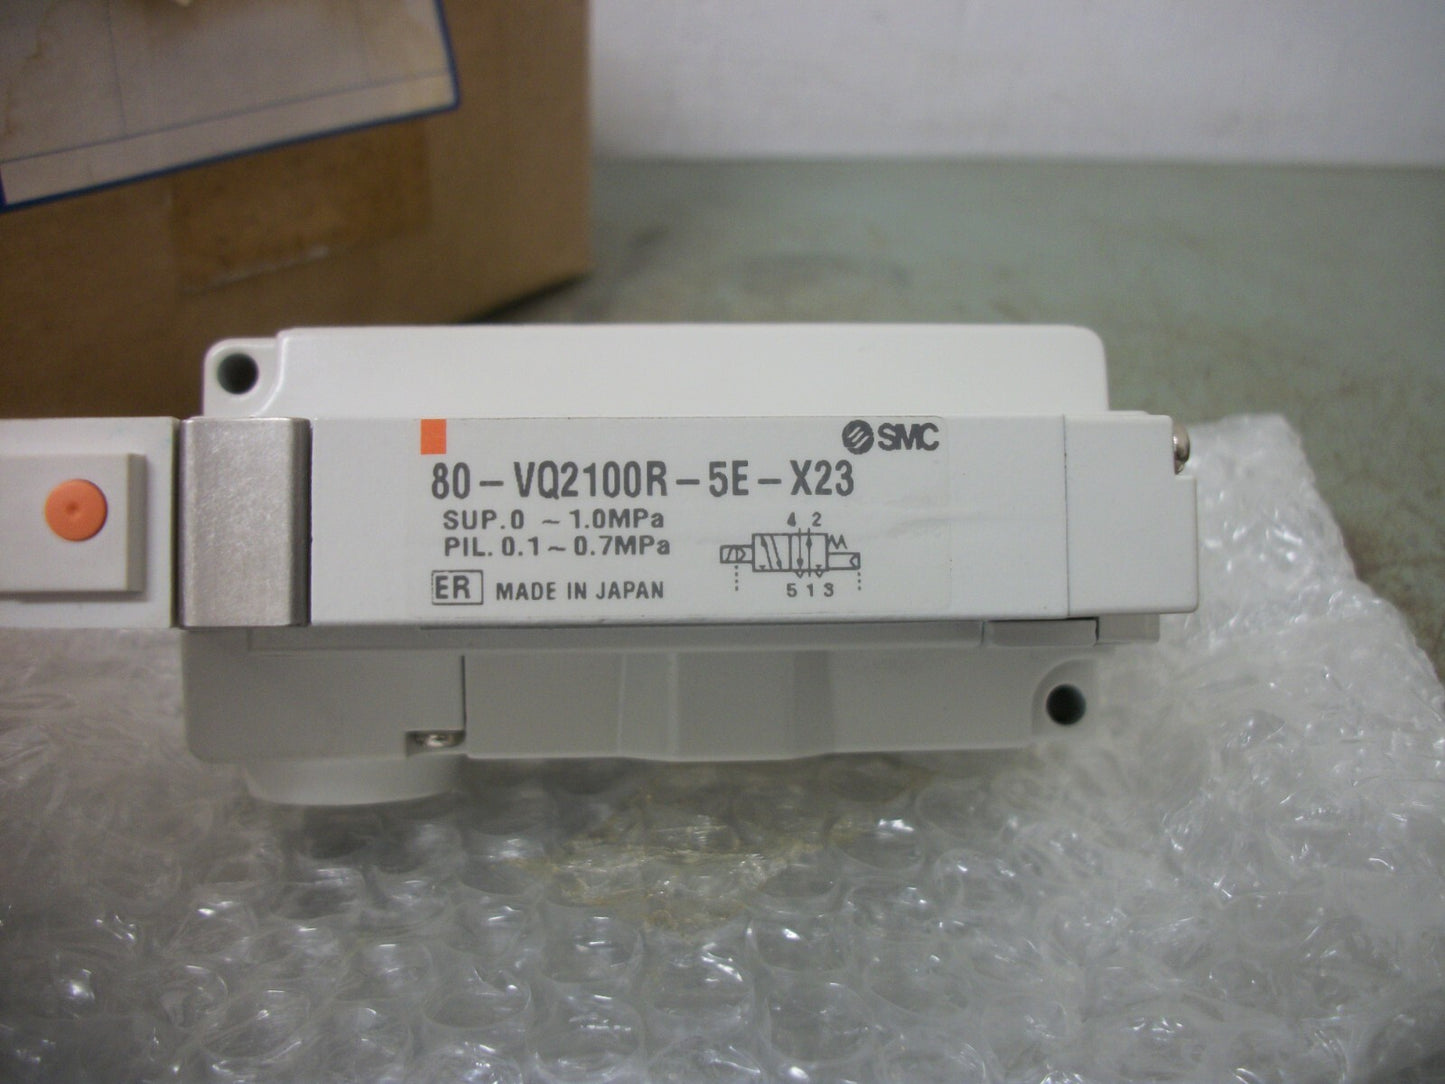 SMC
80-VQ2100R-5E-X23
SUP.0 ~ 1.0MPa
PIL. 0.1~0.7MPa
4 2
ER MADE IN JAPAN
5 1 3